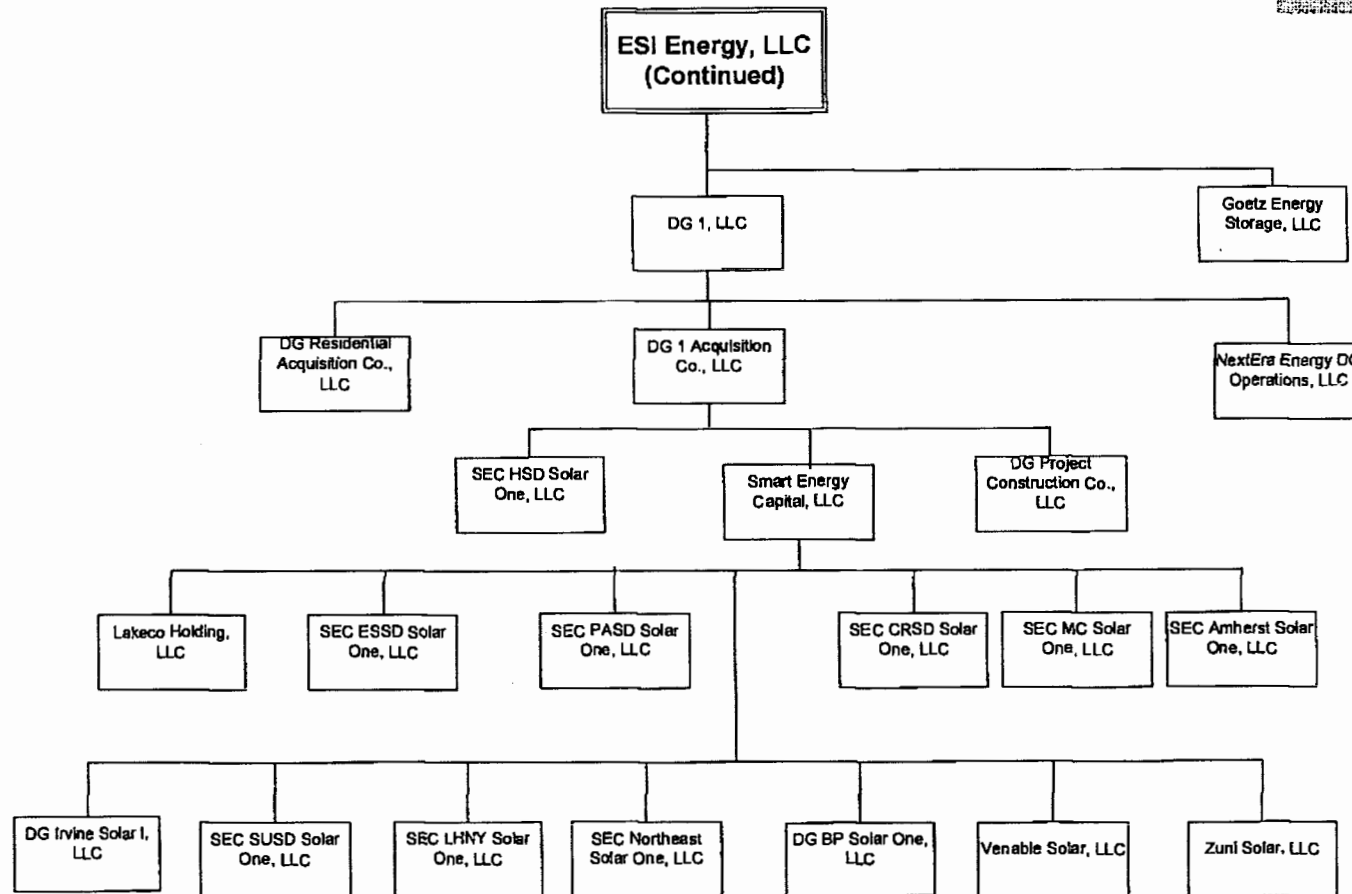 ESI Energy, LLC
(Continued)
DG 1, LLC
Goetz Energy
Storage, LLC
DG Residential
Acquisition Co.,
LLC
DG 1 Acquisition
Co., LLC
NextEra Energy DG
Operations, LLC
SEC HSD Solar
One, LLC
Smart Energy
Capital, LLC
DG Project
Construction Co.,
LLC
Lakeco Holding,
LLC
SEC ESSD Solar
One, LLC
SEC PASD Solar
One, LLC
SEC CRSD Solar
One, LLC
SEC MC Solar
One, LLC
SEC Amherst Solar
One, LLC
DG Irvine Solar I,
LLC
SEC SUSD Solar
One, LLC
SEC LHNY Solar
One, LLC
SEC Northeast
Solar One, LLC
DG BP Solar One,
LLC
Venable Solar, LLC
Zuni Solar, LLC